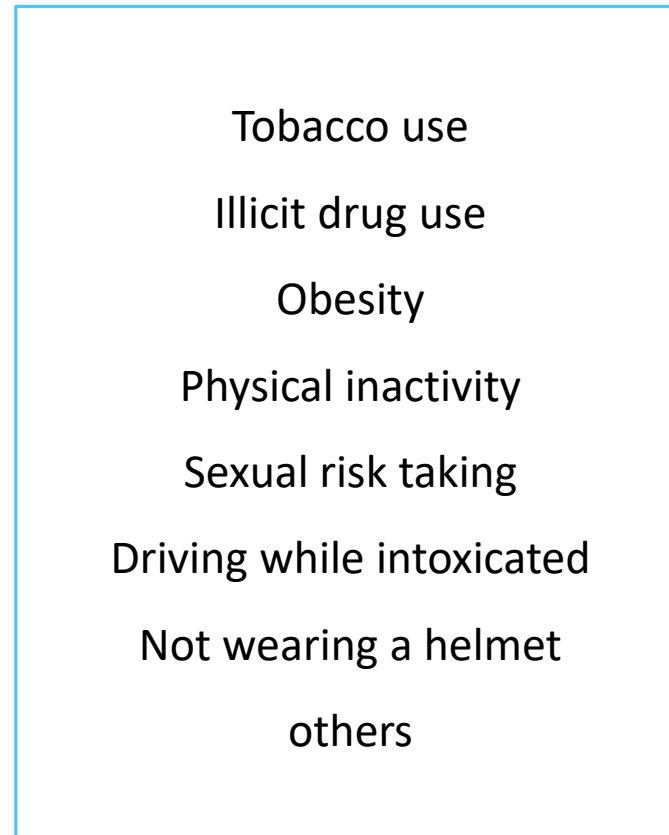 Tobacco use
Illicit drug use
Obesity
Physical inactivity
Sexual risk taking
Driving while intoxicated
Not wearing a helmet
others